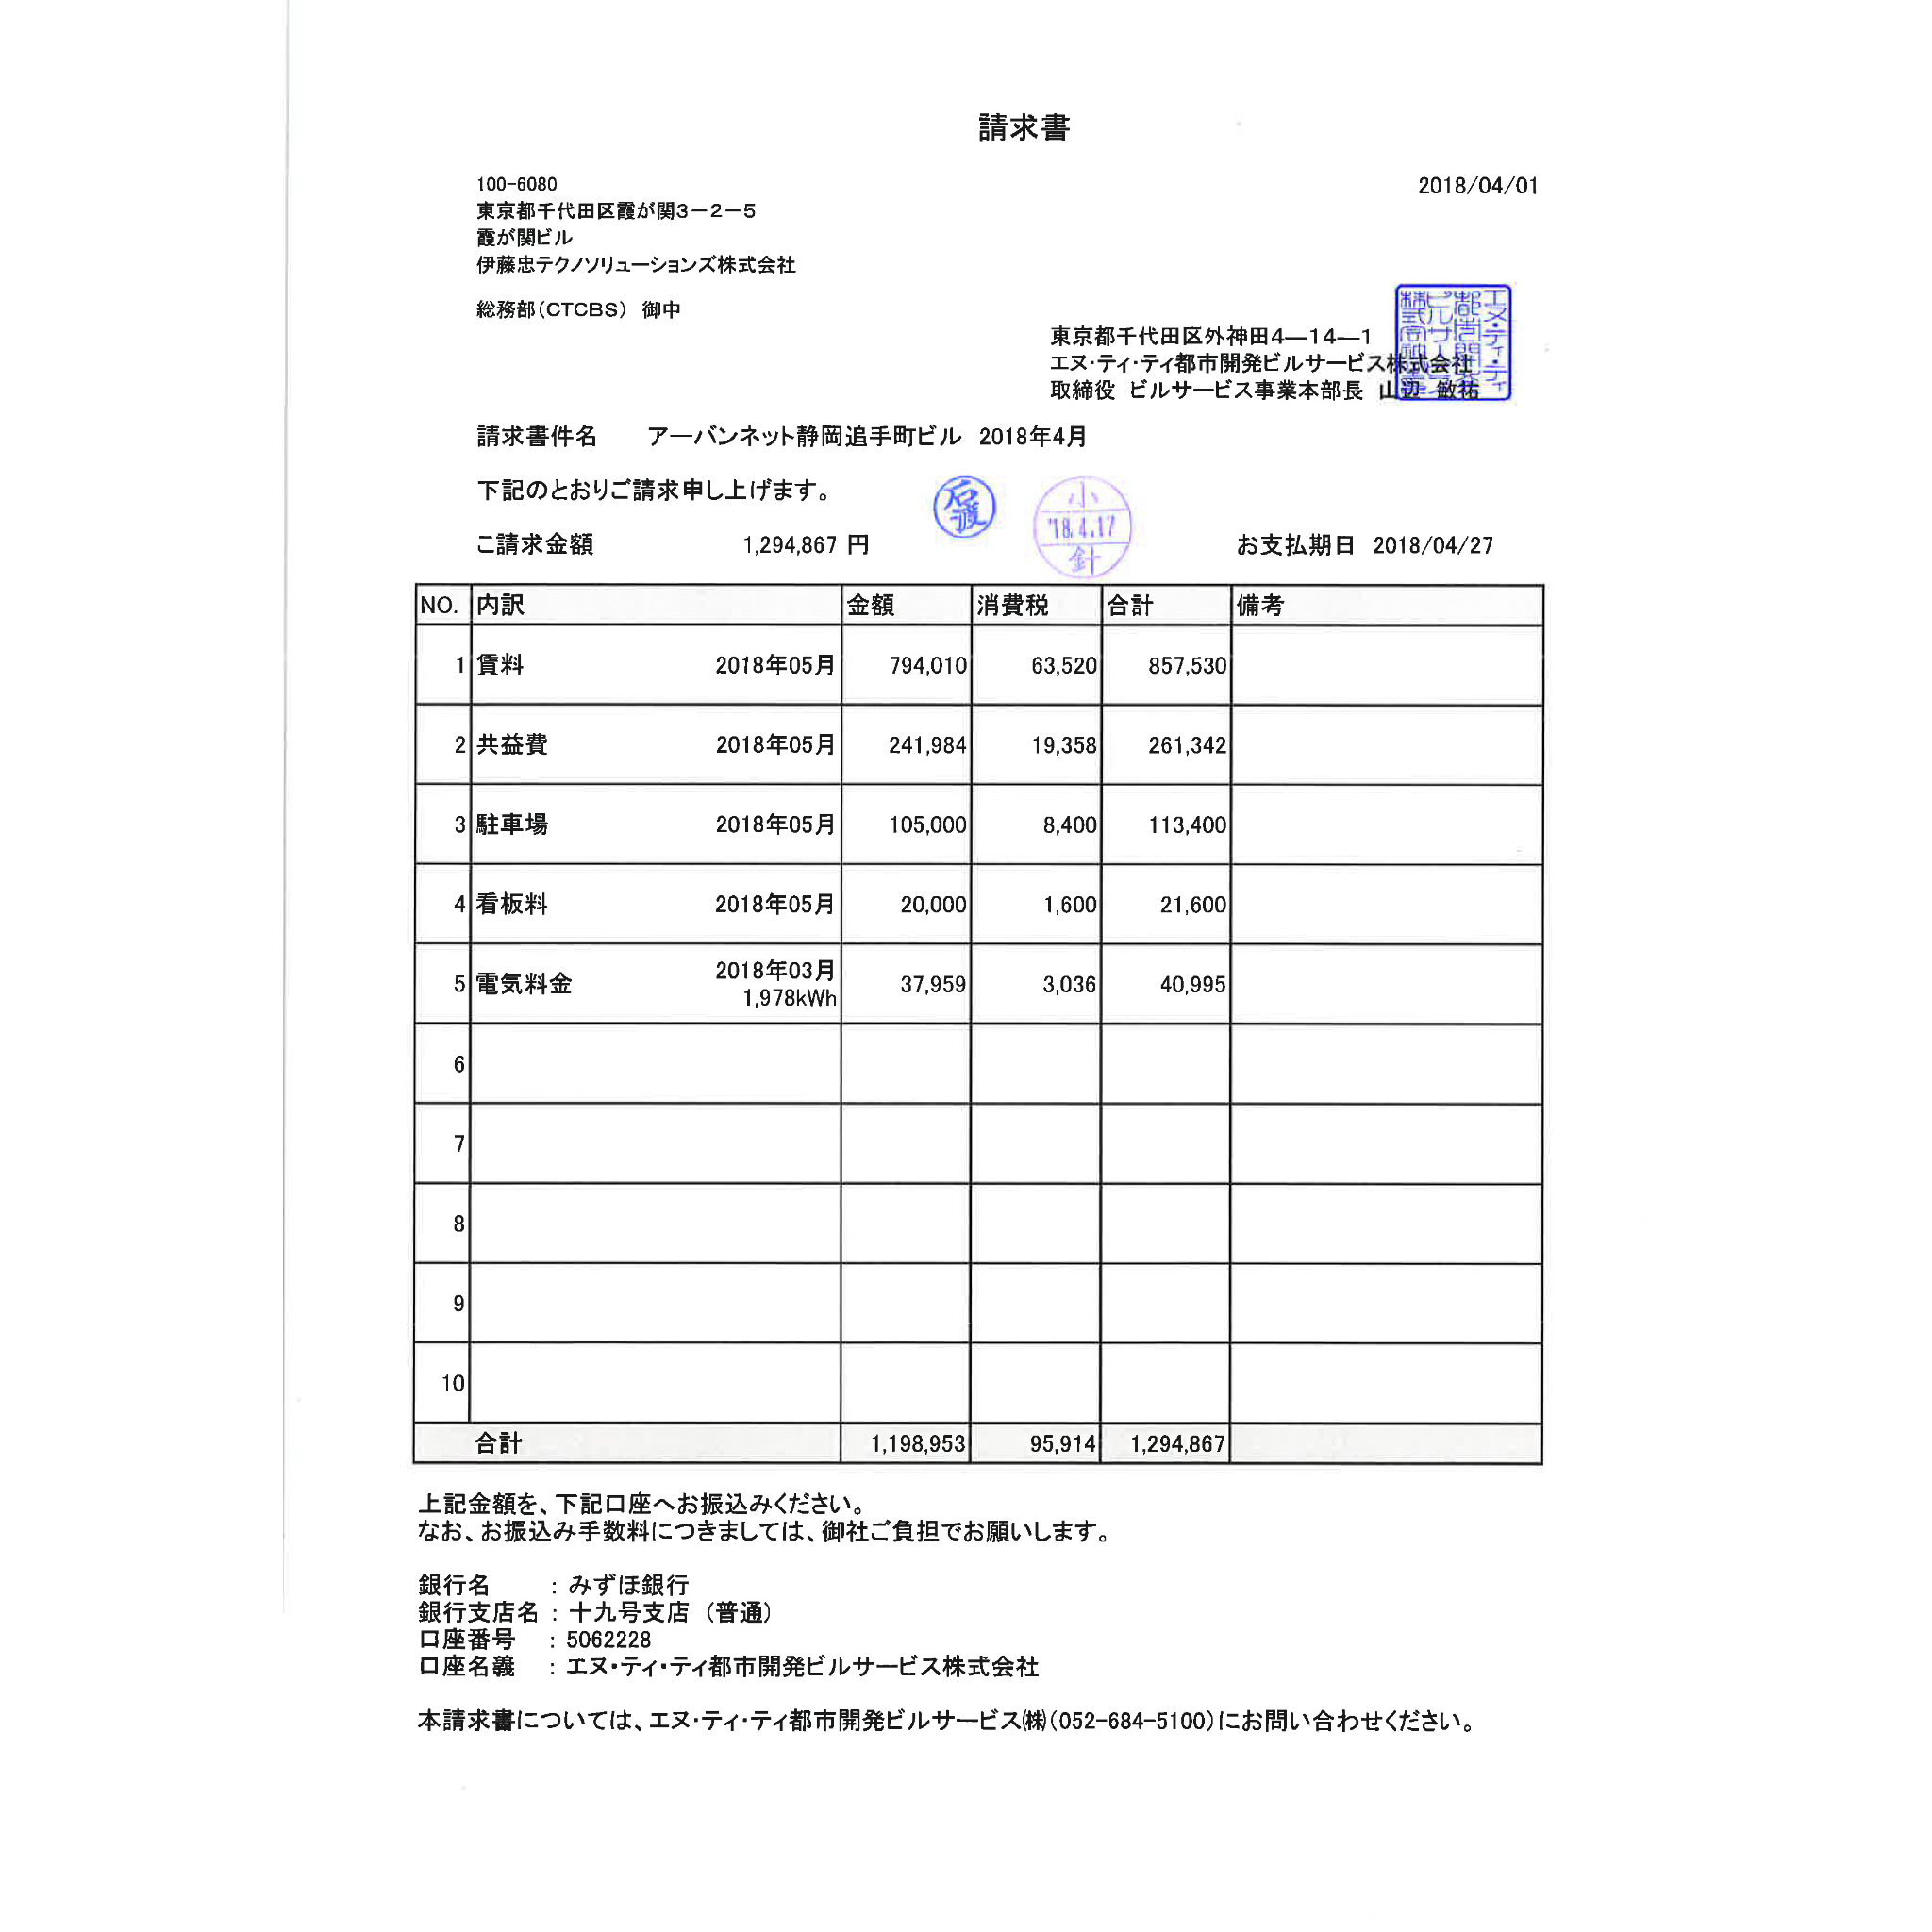 請求書
100-6080
2018/04/01
東京都千代田区霞が関3－2－5
霞が関ビル
伊藤忠テクノソリューションズ株式会社
総務部（CTCBS） 御中
東京都千代田区外神田4―14―1
エヌ・ティ・ティ都市開発ビルサービス株式会社
取締役 ビルサービス事業本部長 山辺 敏祐
請求書件名 アーバンネット静岡追手町ビル 2018年4月
下記のとおりご請求申し上げます。
小
'18.4.17
針
ご請求金額 1,294,867 円 お支払期日 2018/04/27
NO. 内訳 金額 消費税 合計 備考
1 賃料 2018年05月 794,010 63,520 857,530
2 共益費 2018年05月 241,984 19,358 261,342
3 駐車場 2018年05月 105,000 8,400 113,400
4 看板料 2018年05月 20,000 1,600 21,600
5 電気料金 2018年03月 1,978kWh 37,959 3,036 40,995
6
7
8
9
10
合計 1,198,953 95,914 1,294,867
上記金額を、下記口座へお振込みください。
なお、お振込み手数料につきましては、御社ご負担でお願いします。
銀行名 : みずほ銀行
銀行支店名 : 十九号支店 （普通）
口座番号 : 5062228
口座名義 : エヌ・ティ・ティ都市開発ビルサービス株式会社
本請求書については、エヌ・ティ・ティ都市開発ビルサービス㈱（052-684-5100）にお問い合わせください。